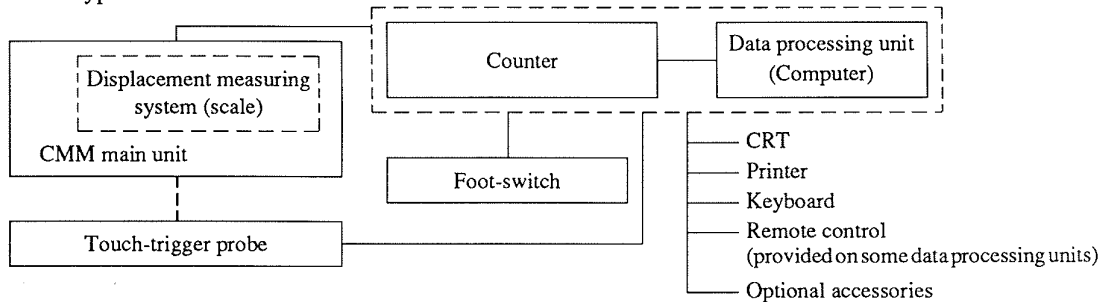 Displacement measuring
system (scale)
CMM main unit
Touch-trigger probe
Counter
Data processing unit
(Computer)
Foot-switch
CRT
Printer
Keyboard
Remote control
(provided on some data processing units)
Optional accessories